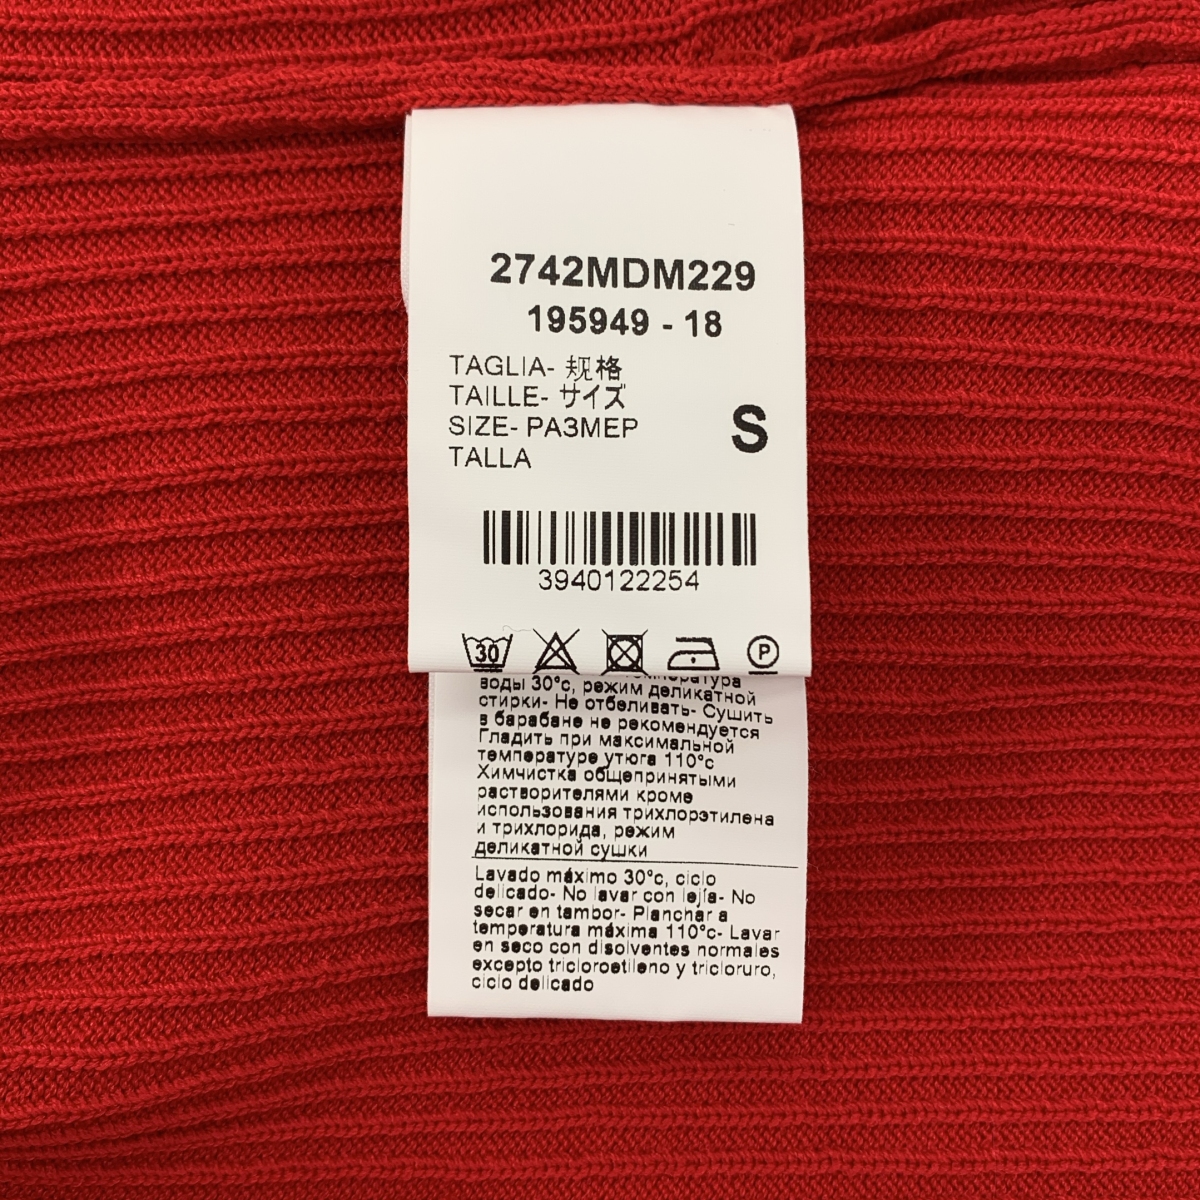 2742MDM229
195949 - 18
TAGLIA- 规格
TAILLE- サイズ
SIZE- РАЗМЕР
TALLA
S
3940122254
30
P
температура
воды 30°с, режим деликатной
стирки- Не отбеливать- Сушить
в барабане не рекомендуется
Гладить при максимальной
температуре утюга 110°с
Химчистка общепринятыми
растворителями кроме
использования трихлорэтилена
и трихлорида, режим
деликатной сушки
Lavado máximo 30°c, ciclo
delicado- No lavar con lejía- No
secar en tambor- Planchar a
temperatura máxima 110°c- Lavar
en seco con disolventes normales
excepto tricloroetileno y tricloruro,
ciclo delicado